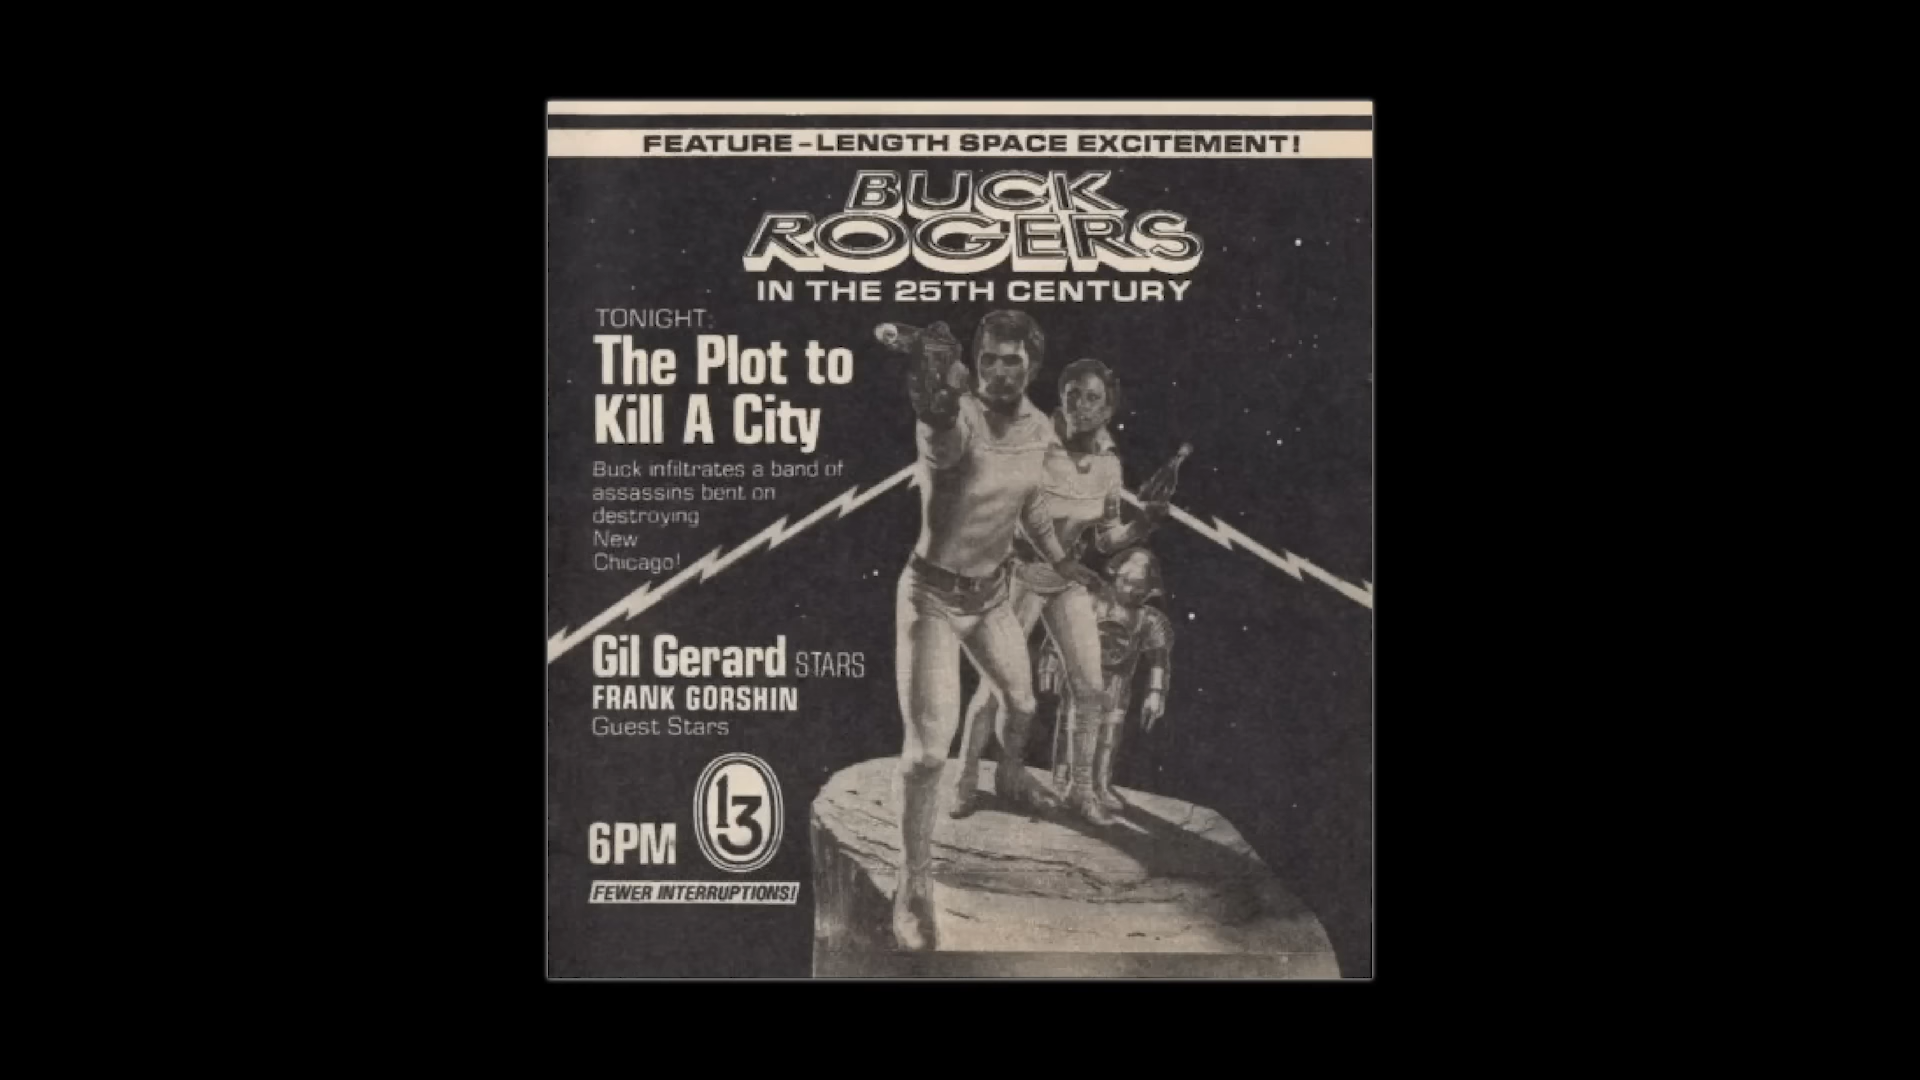 FEATURE-LENGTH SPACE EXCITEMENT!
BUCK
ROGERS
IN THE 25TH CENTURY
TONIGHT:
The Plot to
Kill A City
Buck infiltrates a band of
assassins bent on
destroying
New
Chicago!
Gil Gerard STARS
FRANK GORSHIN
Guest Stars
6PM 13
FEWER INTERRUPTIONS!